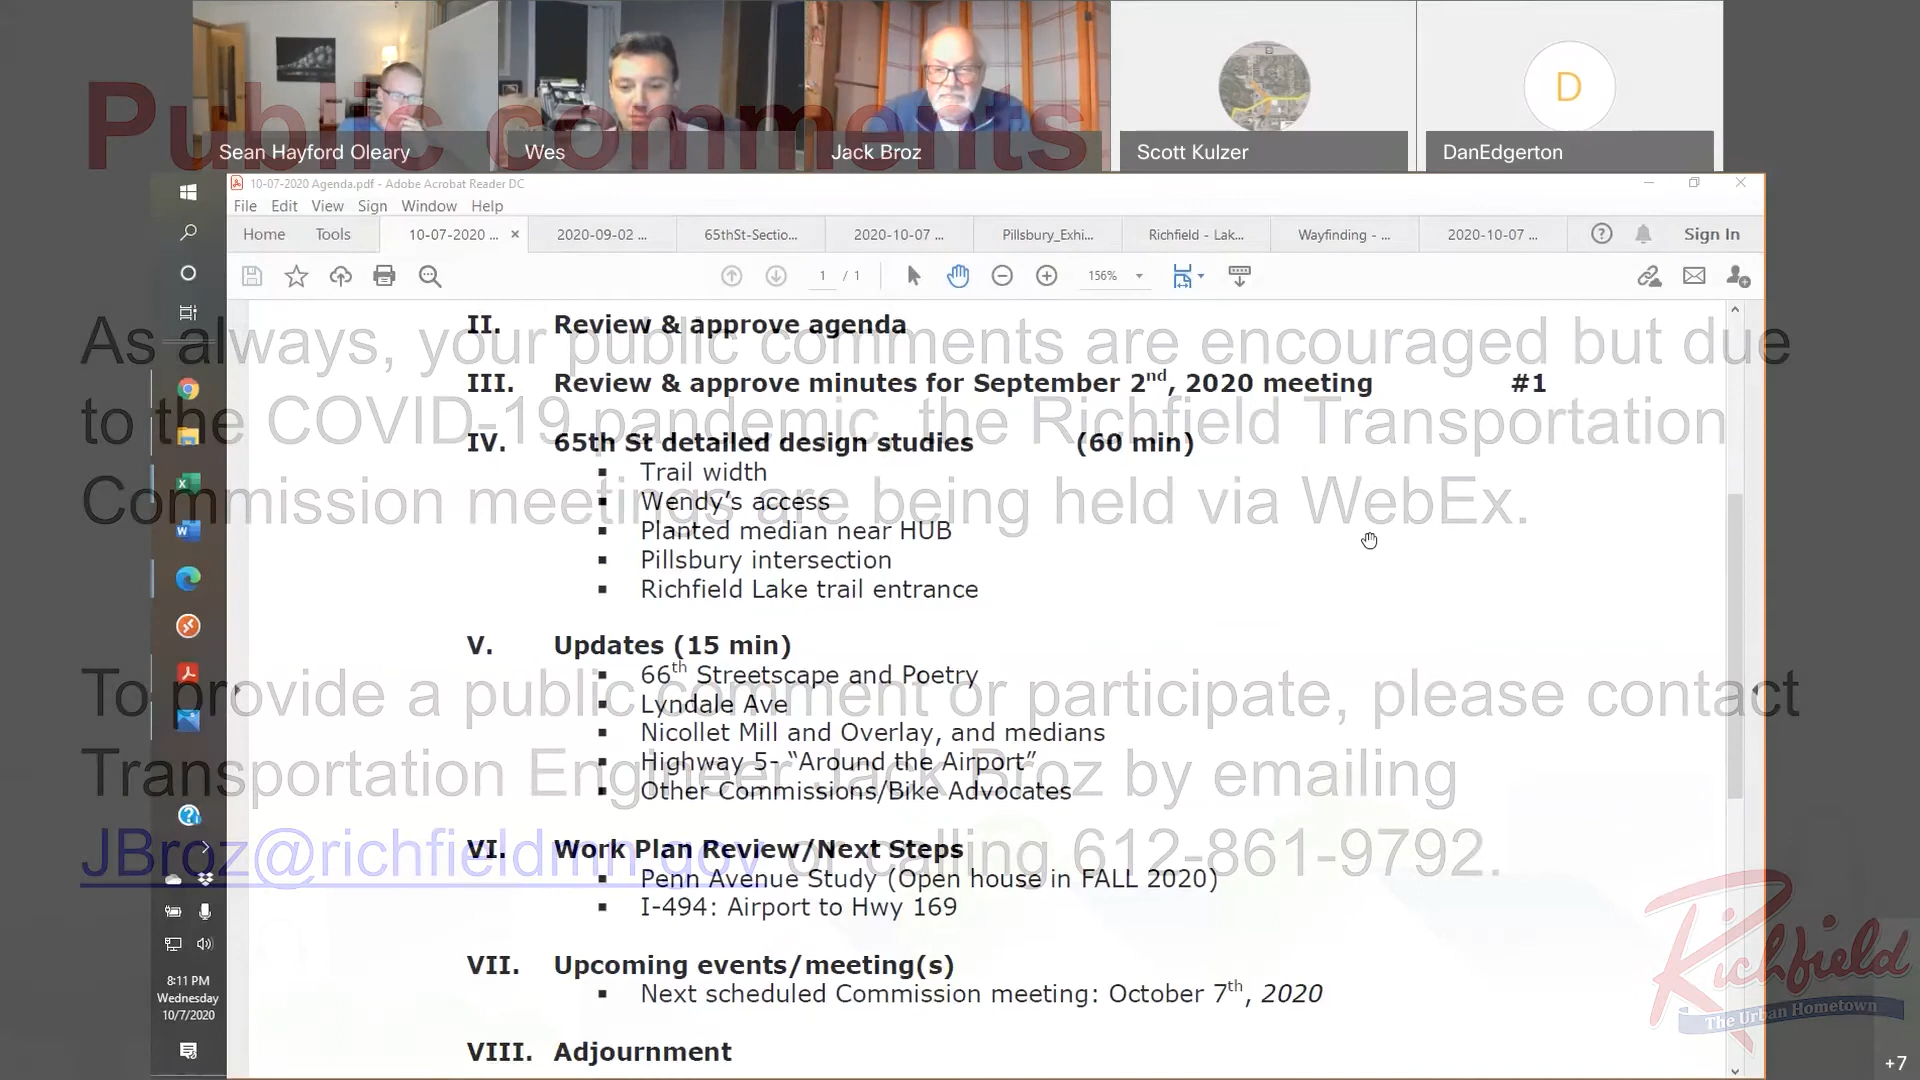 Public comments
Sean Hayford Oleary
Wes
Jack Broz
Scott Kulzer
D
DanEdgerton
10-07-2020 Agenda.pdf - Adobe Acrobat Reader DC
File Edit View Sign Window Help
Home Tools 10-07-2020 ... × 2020-09-02 ... 65thSt-Sectio... 2020-10-07 ... Pillsbury_Exhi... Richfield - Lak... Wayfinding - ... 2020-10-07 ... Sign In
1 / 1 156%
II. Review & approve agenda
As always, your public comments are encouraged but due
III. Review & approve minutes for September 2nd, 2020 meeting #1
to the COVID-19 pandemic, the Richfield Transportation
IV. 65th St detailed design studies (60 min)
▪ Trail width
Commission meetings are being held via WebEx.
▪ Wendy's access
▪ Planted median near HUB
▪ Pillsbury intersection
▪ Richfield Lake trail entrance
V. Updates (15 min)
▪ 66th Streetscape and Poetry
To provide a public comment or participate, please contact
▪ Lyndale Ave
▪ Nicollet Mill and Overlay, and medians
▪ Highway 5- “Around the Airport”
Transportation Engineer Jack Broz by emailing
▪ Other Commissions/Bike Advocates
VI. Work Plan Review/Next Steps
JBroz@richfieldmn.gov or calling 612-861-9792.
▪ Penn Avenue Study (Open house in FALL 2020)
▪ I-494: Airport to Hwy 169
VII. Upcoming events/meeting(s)
▪ Next scheduled Commission meeting: October 7th, 2020
VIII. Adjournment
8:11 PM
Wednesday
10/7/2020
Richfield
The Urban Hometown
+7